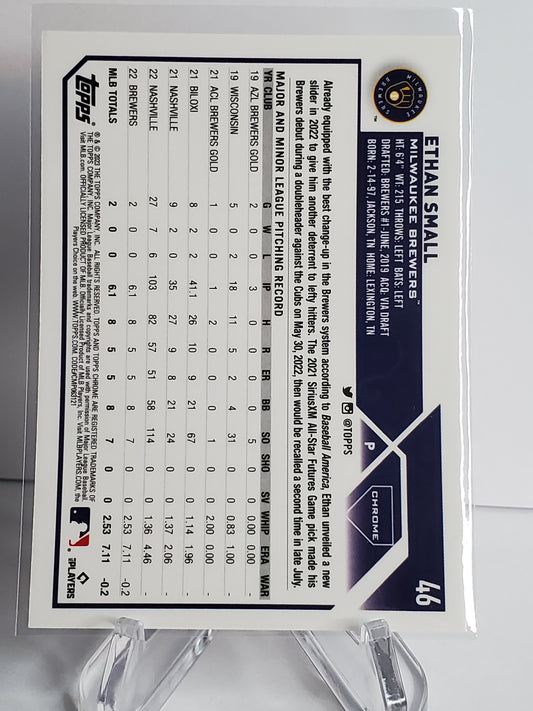 46
CHROME
P
ETHAN SMALL
MILWAUKEE BREWERS™
HT: 6'4" WT: 215 THROWS: LEFT BATS: LEFT
DRAFTED: BREWERS #1-JUNE, 2019 ACQ: VIA DRAFT
BORN: 2-14-97, JACKSON, TN HOME: LEXINGTON, TN
MILWAUKEE BREWERS
@TOPPS
Already equipped with the best change-up in the Brewers system according to Baseball America, Ethan unveiled a new
slider in 2022 to give him another deterrent to lefty hitters. The 2021 SiriusXM All-Star Futures Game pick made his
Brewers debut during a doubleheader against the Cubs on May 30, 2022, then would be recalled a second time in late July.
MAJOR AND MINOR LEAGUE PITCHING RECORD
YR CLUB G W L IP H R ER BB SO SHO SV WHIP ERA WAR
19 AZL BREWERS GOLD 2 0 0 3 0 0 0 0 5 0 0 0.00 0.00
19 WISCONSIN 5 0 2 18 11 5 2 4 31 0 0 0.83 1.00
21 ACL BREWERS GOLD 1 0 0 1 2 0 0 0 1 0 0 2.00 0.00
21 BILOXI 8 2 2 41.1 26 10 9 21 67 0 0 1.14 1.96
21 NASHVILLE 9 2 0 35 27 9 8 21 24 0 0 1.37 2.06
22 NASHVILLE 27 7 6 103 82 57 51 58 114 0 0 1.36 4.46
22 BREWERS 2 0 0 6.1 8 5 5 8 7 0 0 2.53 7.11 -0.2
MLB TOTALS 2 0 0 6.1 8 5 5 8 7 0 0 2.53 7.11 -0.2
topps
® & © 2023 THE TOPPS COMPANY, INC. ALL RIGHTS RESERVED. TOPPS AND TOPPS CHROME ARE REGISTERED TRADEMARKS OF
THE TOPPS COMPANY, INC. Major League Baseball trademarks and copyrights are used with permission of Major League Baseball.
Visit MLB.com. OFFICIALLY LICENSED PRODUCT OF MLB Players, Inc. Visit MLBPLAYERS.COM, the
Players Choice on the web. WWW.TOPPS.COM.
PLAYERS